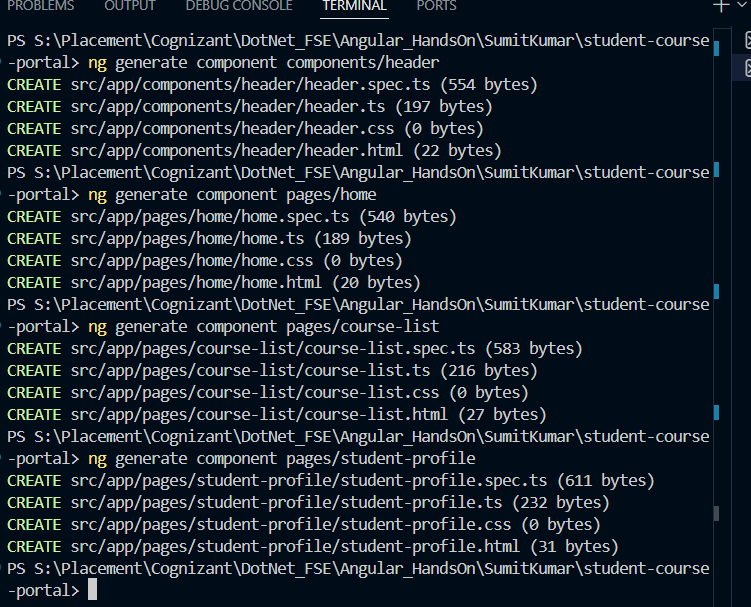 PROBLEMS OUTPUT DEBUG CONSOLE TERMINAL PORTS
PS S:\Placement\Cognizant\DotNet_FSE\Angular_HandsOn\SumitKumar\student-course
-portal> ng generate component components/header
CREATE src/app/components/header/header.spec.ts (554 bytes)
CREATE src/app/components/header/header.ts (197 bytes)
CREATE src/app/components/header/header.css (0 bytes)
CREATE src/app/components/header/header.html (22 bytes)
PS S:\Placement\Cognizant\DotNet_FSE\Angular_HandsOn\SumitKumar\student-course
-portal> ng generate component pages/home
CREATE src/app/pages/home/home.spec.ts (540 bytes)
CREATE src/app/pages/home/home.ts (189 bytes)
CREATE src/app/pages/home/home.css (0 bytes)
CREATE src/app/pages/home/home.html (20 bytes)
PS S:\Placement\Cognizant\DotNet_FSE\Angular_HandsOn\SumitKumar\student-course
-portal> ng generate component pages/course-list
CREATE src/app/pages/course-list/course-list.spec.ts (583 bytes)
CREATE src/app/pages/course-list/course-list.ts (216 bytes)
CREATE src/app/pages/course-list/course-list.css (0 bytes)
CREATE src/app/pages/course-list/course-list.html (27 bytes)
PS S:\Placement\Cognizant\DotNet_FSE\Angular_HandsOn\SumitKumar\student-course
-portal> ng generate component pages/student-profile
CREATE src/app/pages/student-profile/student-profile.spec.ts (611 bytes)
CREATE src/app/pages/student-profile/student-profile.ts (232 bytes)
CREATE src/app/pages/student-profile/student-profile.css (0 bytes)
CREATE src/app/pages/student-profile/student-profile.html (31 bytes)
PS S:\Placement\Cognizant\DotNet_FSE\Angular_HandsOn\SumitKumar\student-course
-portal>